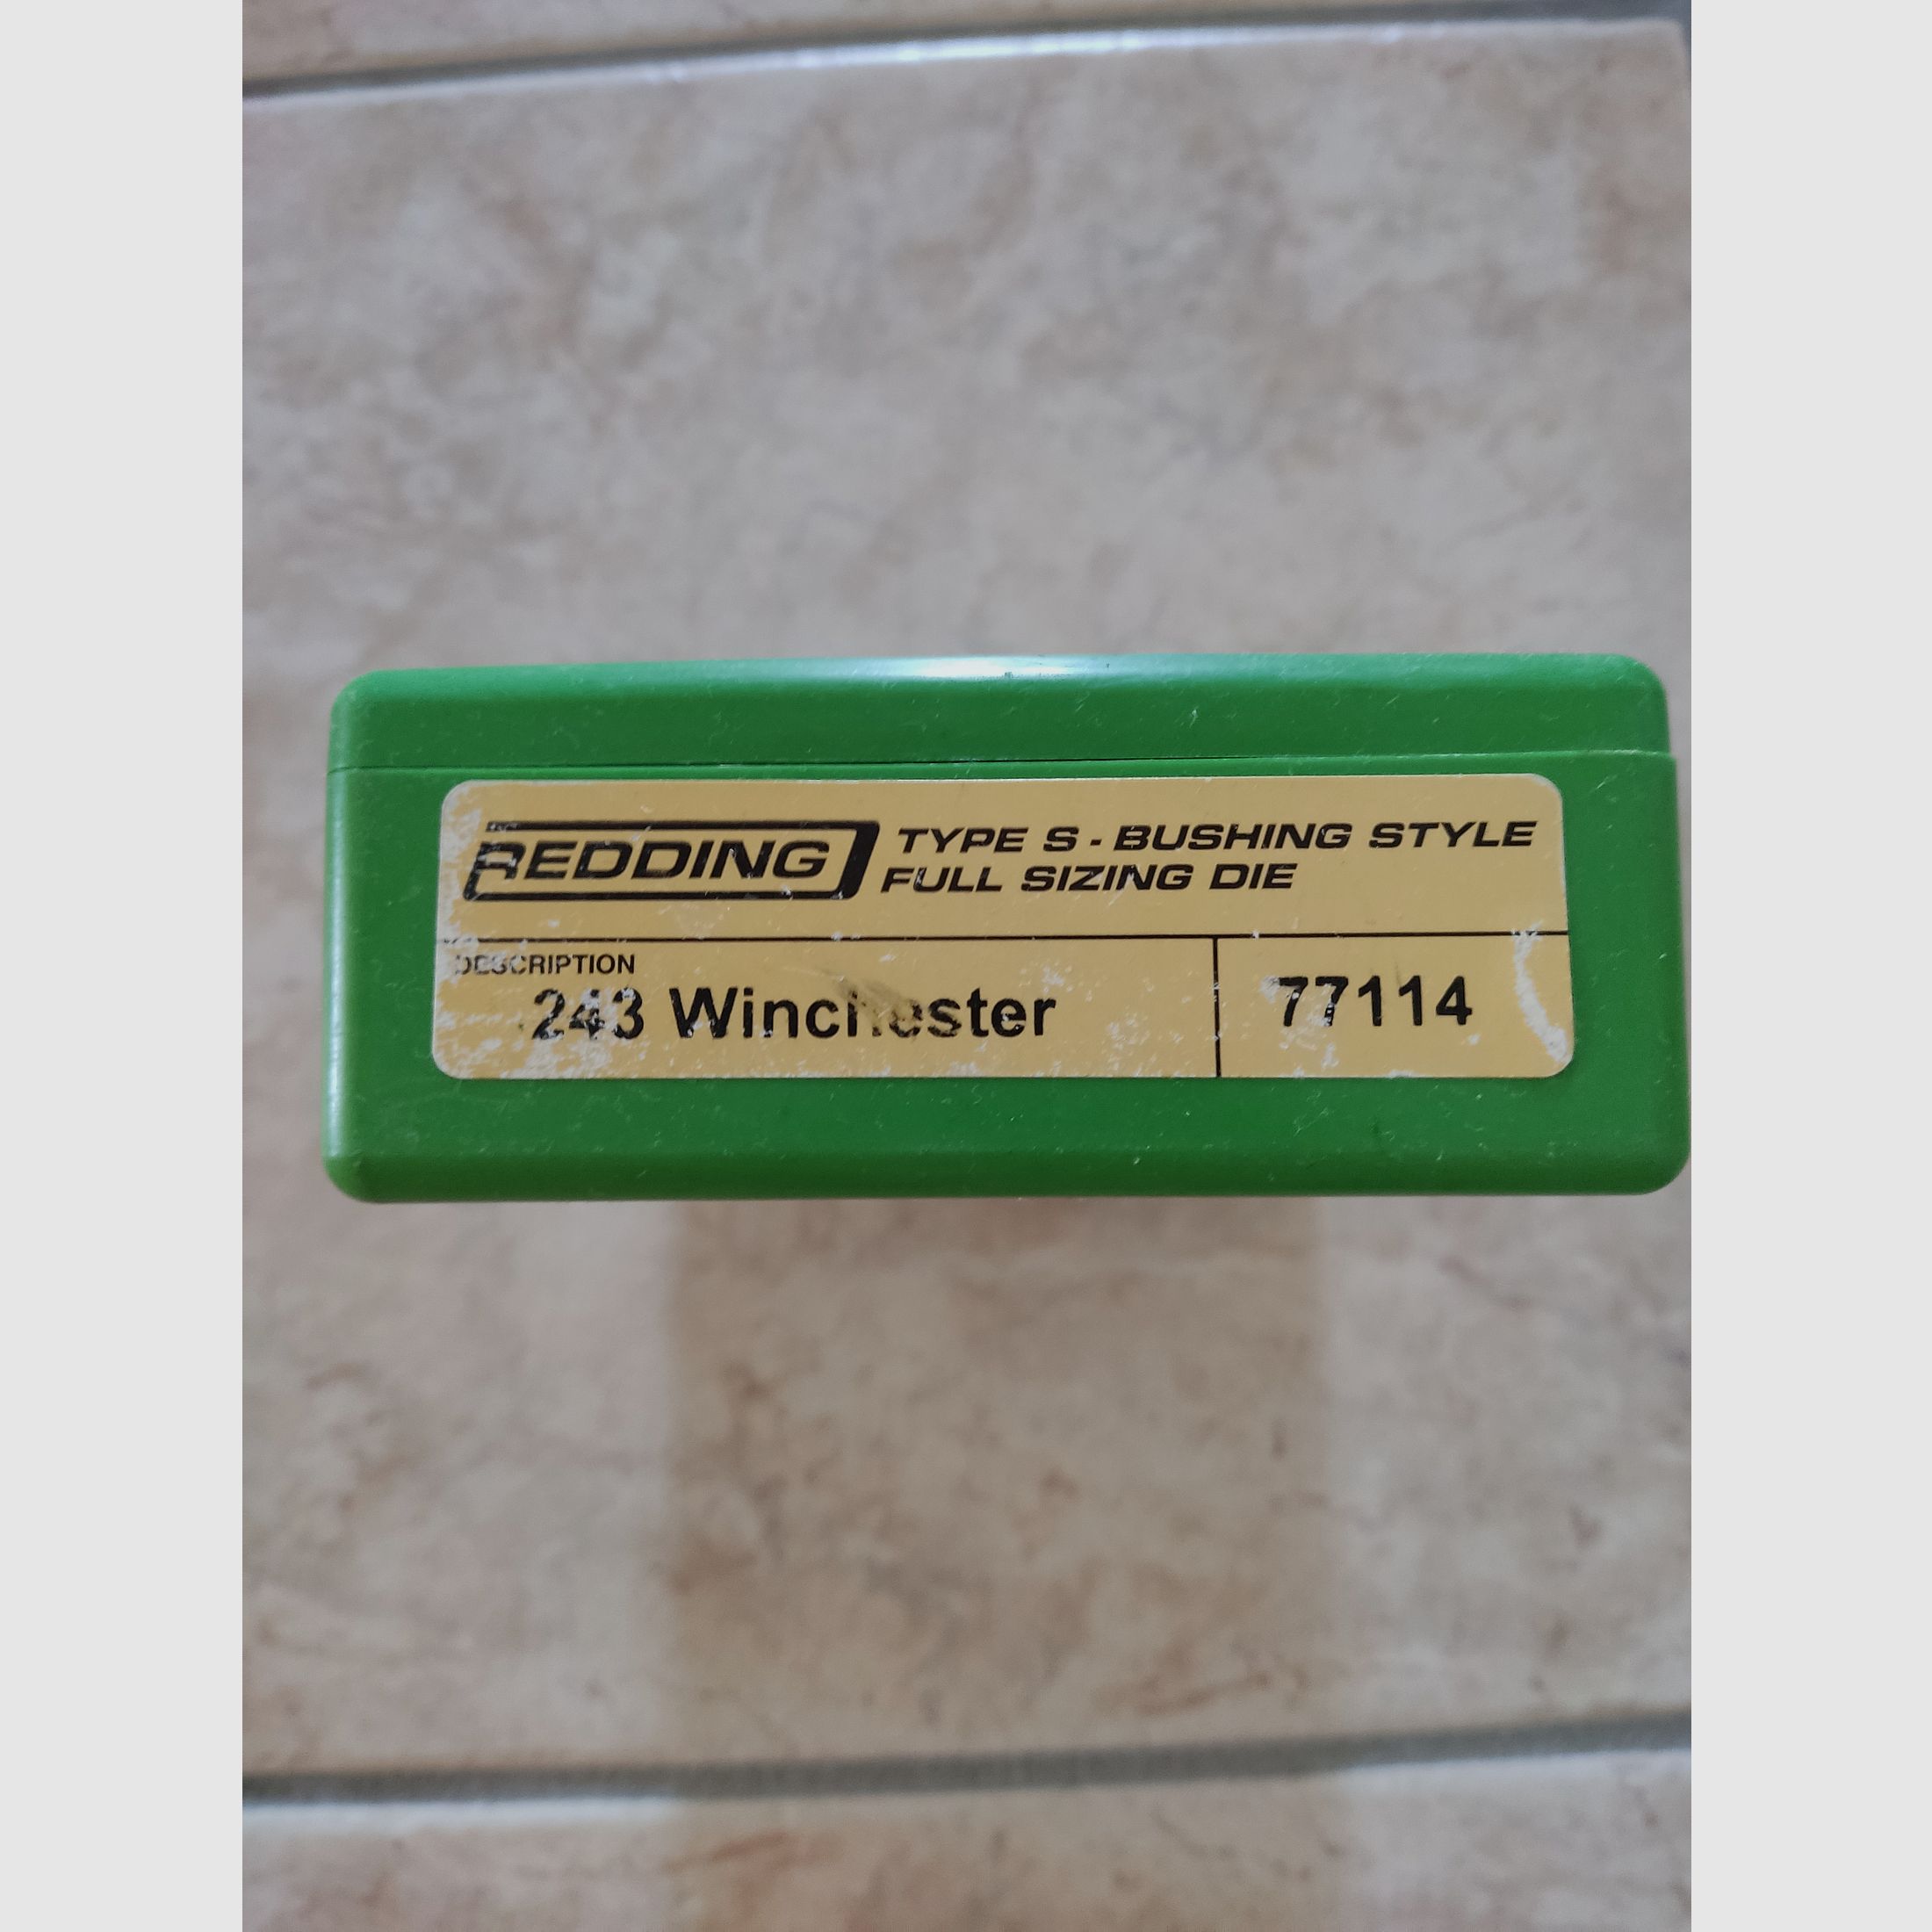 REDDING TYPE S - BUSHING STYLE
FULL SIZING DIE
DESCRIPTION
243 Winchester 77114